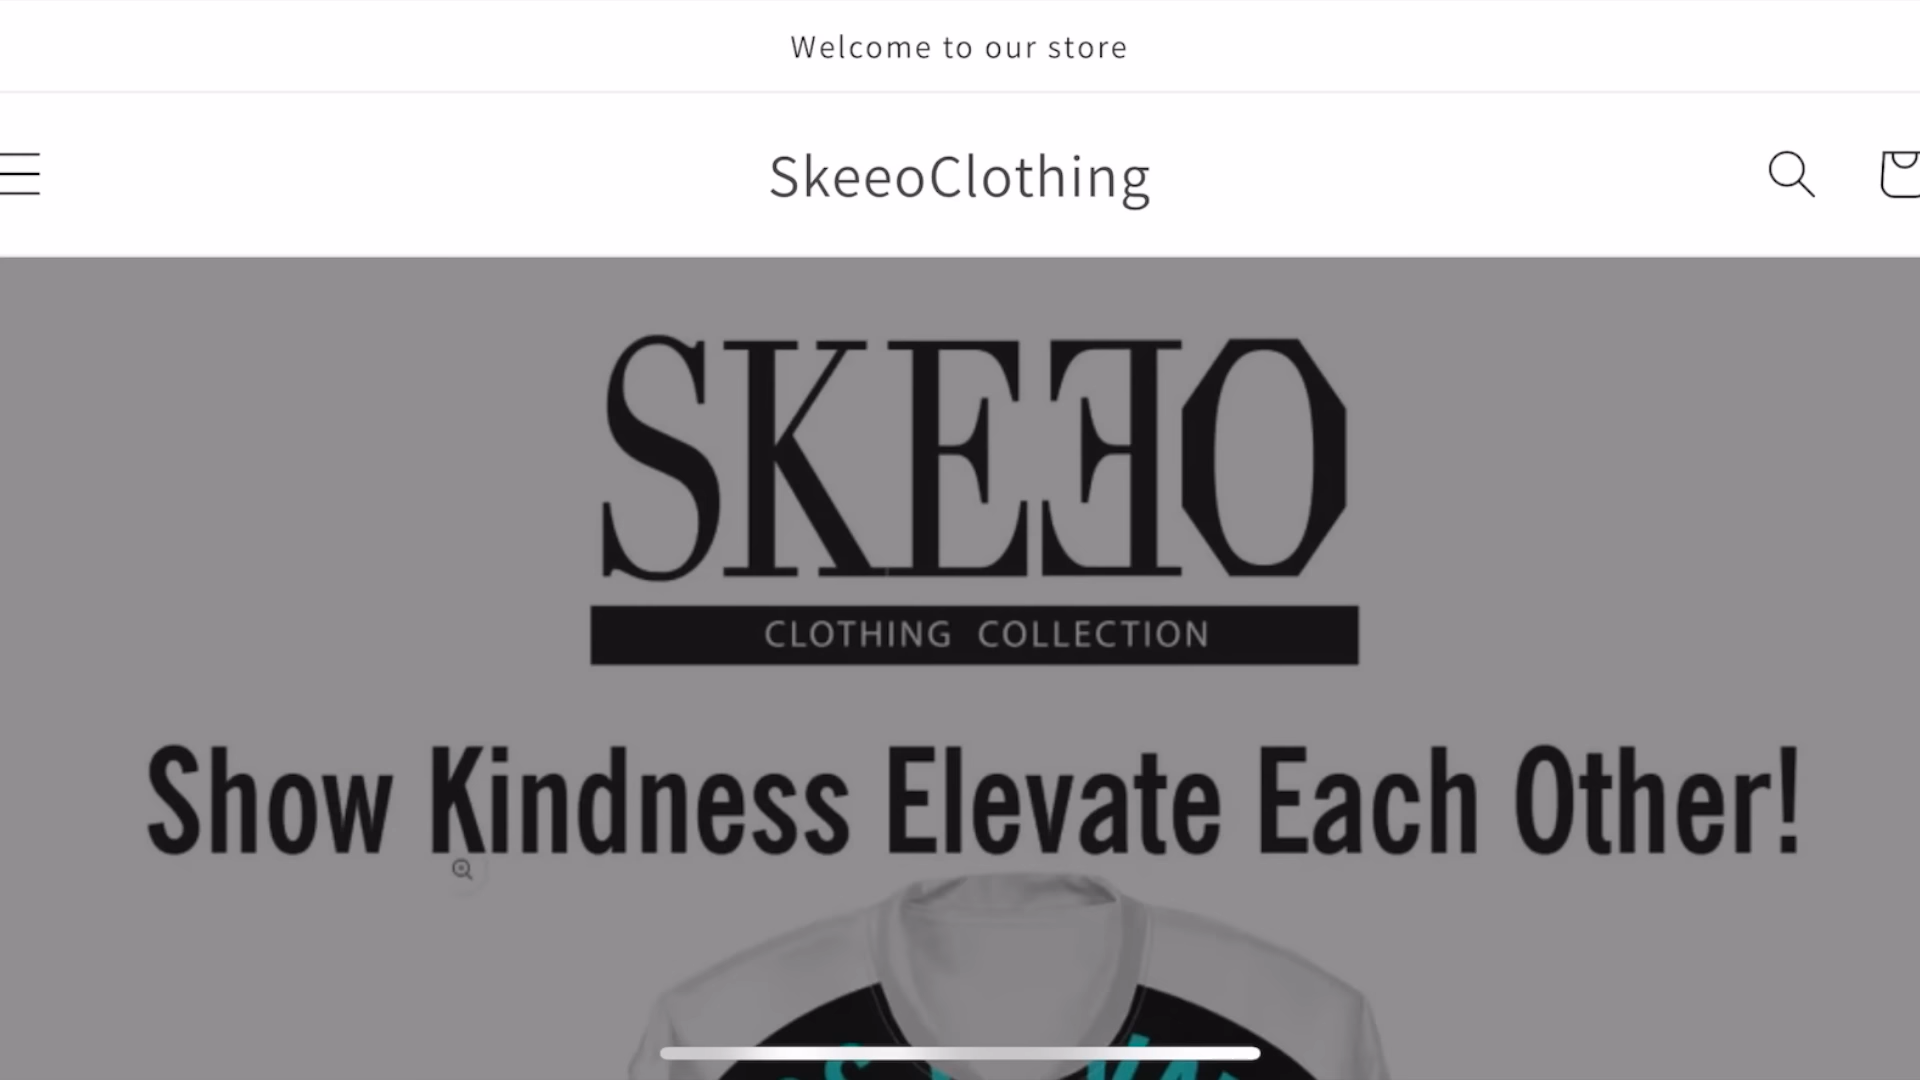 Welcome to our store
SkeeoClothing
SKEEO
CLOTHING COLLECTION
Show Kindness Elevate Each Other!